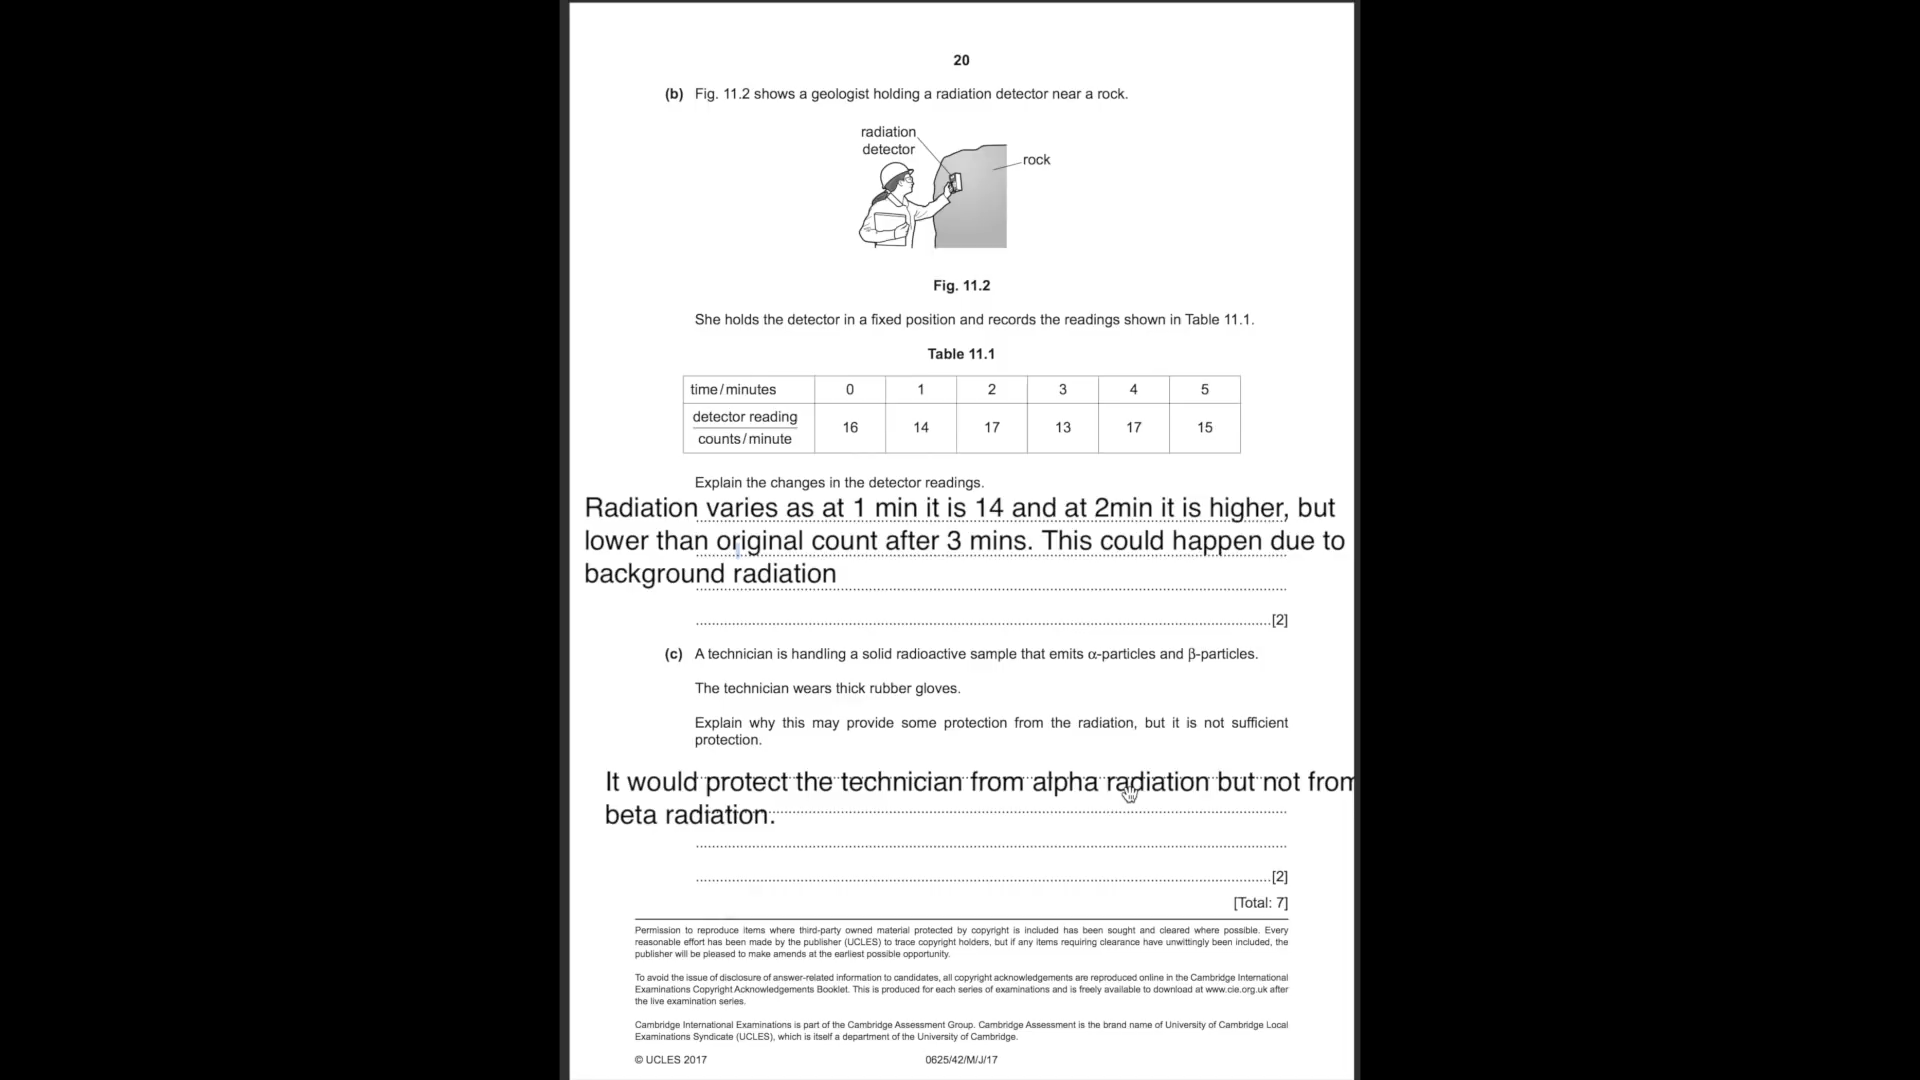 20
(b) Fig. 11.2 shows a geologist holding a radiation detector near a rock.
radiation
detector
rock
Fig. 11.2
She holds the detector in a fixed position and records the readings shown in Table 11.1.
Table 11.1
time / minutes 0 1 2 3 4 5
detector reading
counts / minute 16 14 17 13 17 15
Explain the changes in the detector readings.
Radiation varies as at 1 min it is 14 and at 2min it is higher, but
lower than original count after 3 mins. This could happen due to
background radiation
[2]
(c) A technician is handling a solid radioactive sample that emits α-particles and β-particles.
The technician wears thick rubber gloves.
Explain why this may provide some protection from the radiation, but it is not sufficient
protection.
It would protect the technician from alpha radiation but not from
beta radiation.
[2]
[Total: 7]
Permission to reproduce items where third-party owned material protected by copyright is included has been sought and cleared where possible. Every
reasonable effort has been made by the publisher (UCLES) to trace copyright holders, but if any items requiring clearance have unwittingly been included, the
publisher will be pleased to make amends at the earliest possible opportunity.
To avoid the issue of disclosure of answer-related information to candidates, all copyright acknowledgements are reproduced online in the Cambridge International
Examinations Copyright Acknowledgements Booklet. This is produced for each series of examinations and is freely available to download at www.cie.org.uk after
the live examination series.
Cambridge International Examinations is part of the Cambridge Assessment Group. Cambridge Assessment is the brand name of University of Cambridge Local
Examinations Syndicate (UCLES), which is itself a department of the University of Cambridge.
© UCLES 2017 0625/42/M/J/17